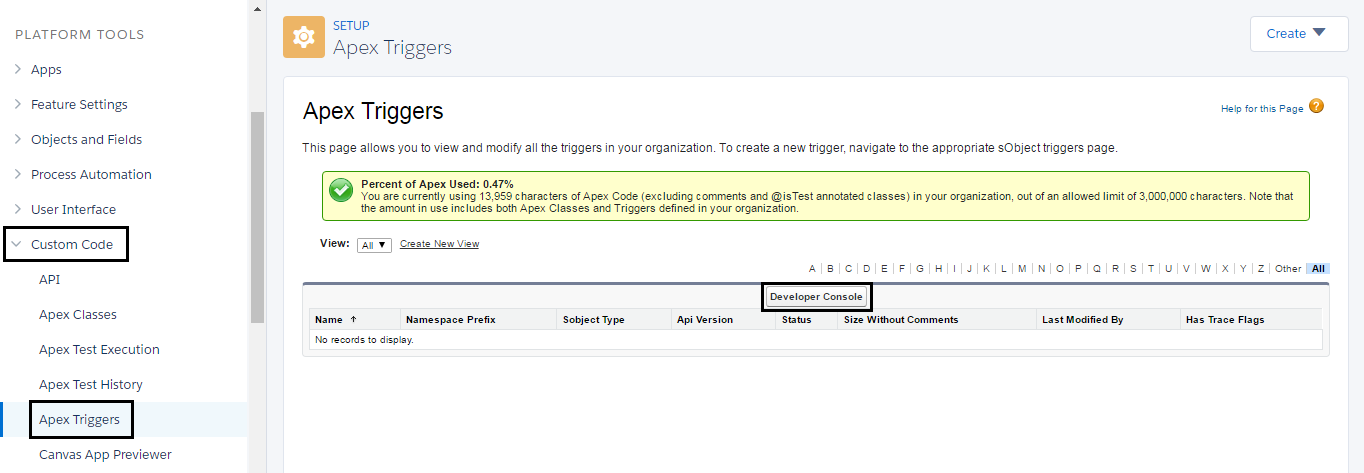 PLATFORM TOOLS
Apps
Feature Settings
Objects and Fields
Process Automation
User Interface
Custom Code
API
Apex Classes
Apex Test Execution
Apex Test History
Apex Triggers
Canvas App Previewer
SETUP
Apex Triggers
Create
Apex Triggers
Help for this Page ?
This page allows you to view and modify all the triggers in your organization. To create a new trigger, navigate to the appropriate sObject triggers page.
Percent of Apex Used: 0.47%
You are currently using 13,959 characters of Apex Code (excluding comments and @isTest annotated classes) in your organization, out of an allowed limit of 3,000,000 characters. Note that
the amount in use includes both Apex Classes and Triggers defined in your organization.
View: All Create New View
A | B | C | D | E | F | G | H | I | J | K | L | M | N | O | P | Q | R | S | T | U | V | W | X | Y | Z | Other All
Developer Console
Name Namespace Prefix Sobject Type Api Version Status Size Without Comments Last Modified By Has Trace Flags
No records to display.